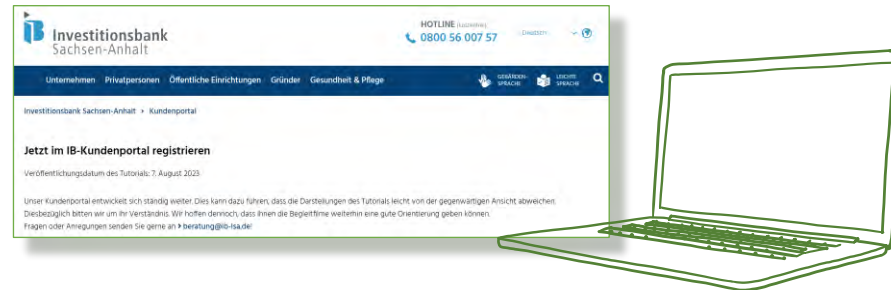 Investitionsbank
Sachsen-Anhalt
HOTLINE (kostenfrei)
0800 56 007 57
Deutsch
Unternehmen Privatpersonen Öffentliche Einrichtungen Gründer Gesundheit & Pflege
GEBÄRDEN-
SPRACHE
LEICHTE
SPRACHE
Investitionsbank Sachsen-Anhalt > Kundenportal
Jetzt im IB-Kundenportal registrieren
Veröffentlichungsdatum des Tutorials: 7. August 2023
Unser Kundenportal entwickelt sich ständig weiter. Dies kann dazu führen, dass die Darstellungen des Tutorials leicht von der gegenwärtigen Ansicht abweichen.
Diesbezüglich bitten wir um Ihr Verständnis. Wir hoffen dennoch, dass Ihnen die Begleitfilme weiterhin eine gute Orientierung geben können.
Fragen oder Anregungen senden Sie gerne an beratung@ib-lsa.de!